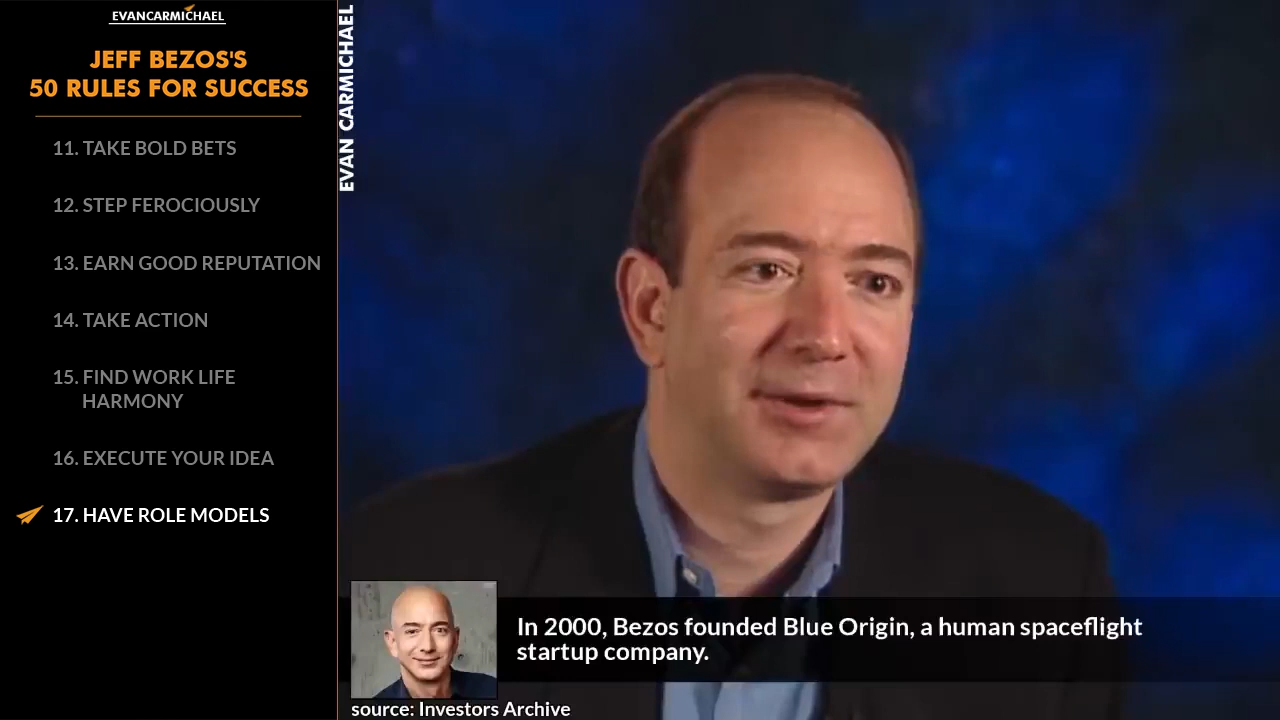 EVANCARMICHAEL
JEFF BEZOS'S
50 RULES FOR SUCCESS
11. TAKE BOLD BETS
12. STEP FEROCIOUSLY
13. EARN GOOD REPUTATION
14. TAKE ACTION
15. FIND WORK LIFE
HARMONY
16. EXECUTE YOUR IDEA
17. HAVE ROLE MODELS
EVAN CARMICHAEL
In 2000, Bezos founded Blue Origin, a human spaceflight
startup company.
source: Investors Archive